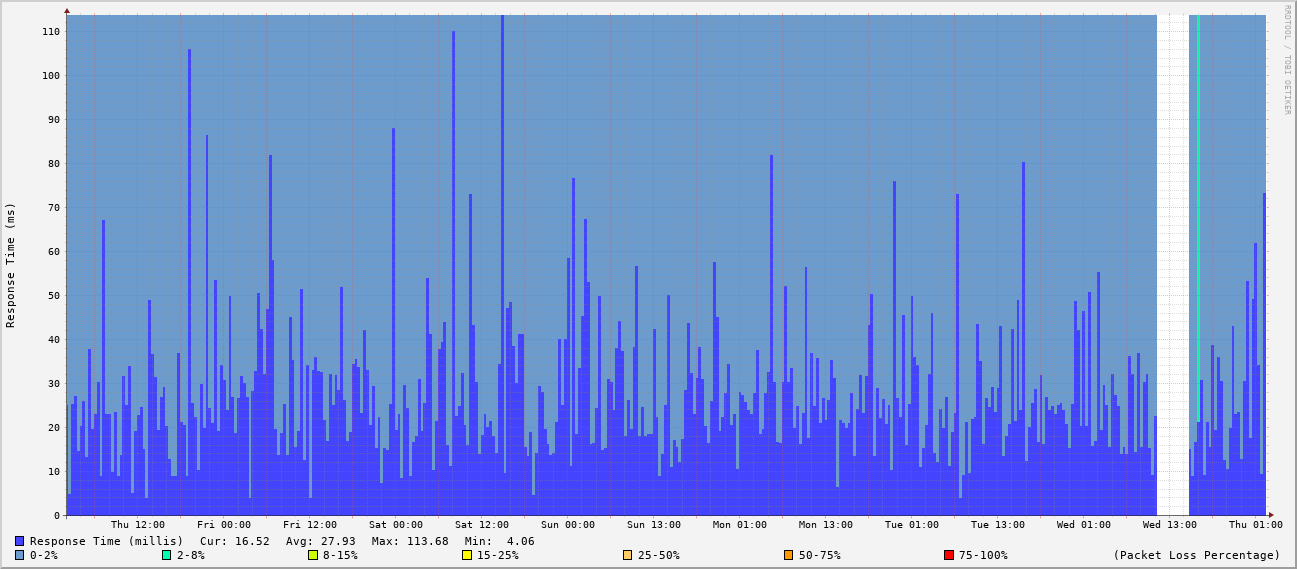 RRDTOOL / TOBI OETIKER
Response Time (ms)
110
100
90
80
70
60
50
40
30
20
10
0
Thu 12:00 Fri 00:00 Fri 12:00 Sat 00:00 Sat 12:00 Sun 00:00 Sun 13:00 Mon 01:00 Mon 13:00 Tue 01:00 Tue 13:00 Wed 01:00 Wed 13:00 Thu 01:00
Response Time (millis) Cur: 16.52 Avg: 27.93 Max: 113.68 Min: 4.06
0-2% 2-8% 8-15% 15-25% 25-50% 50-75% 75-100% (Packet Loss Percentage)